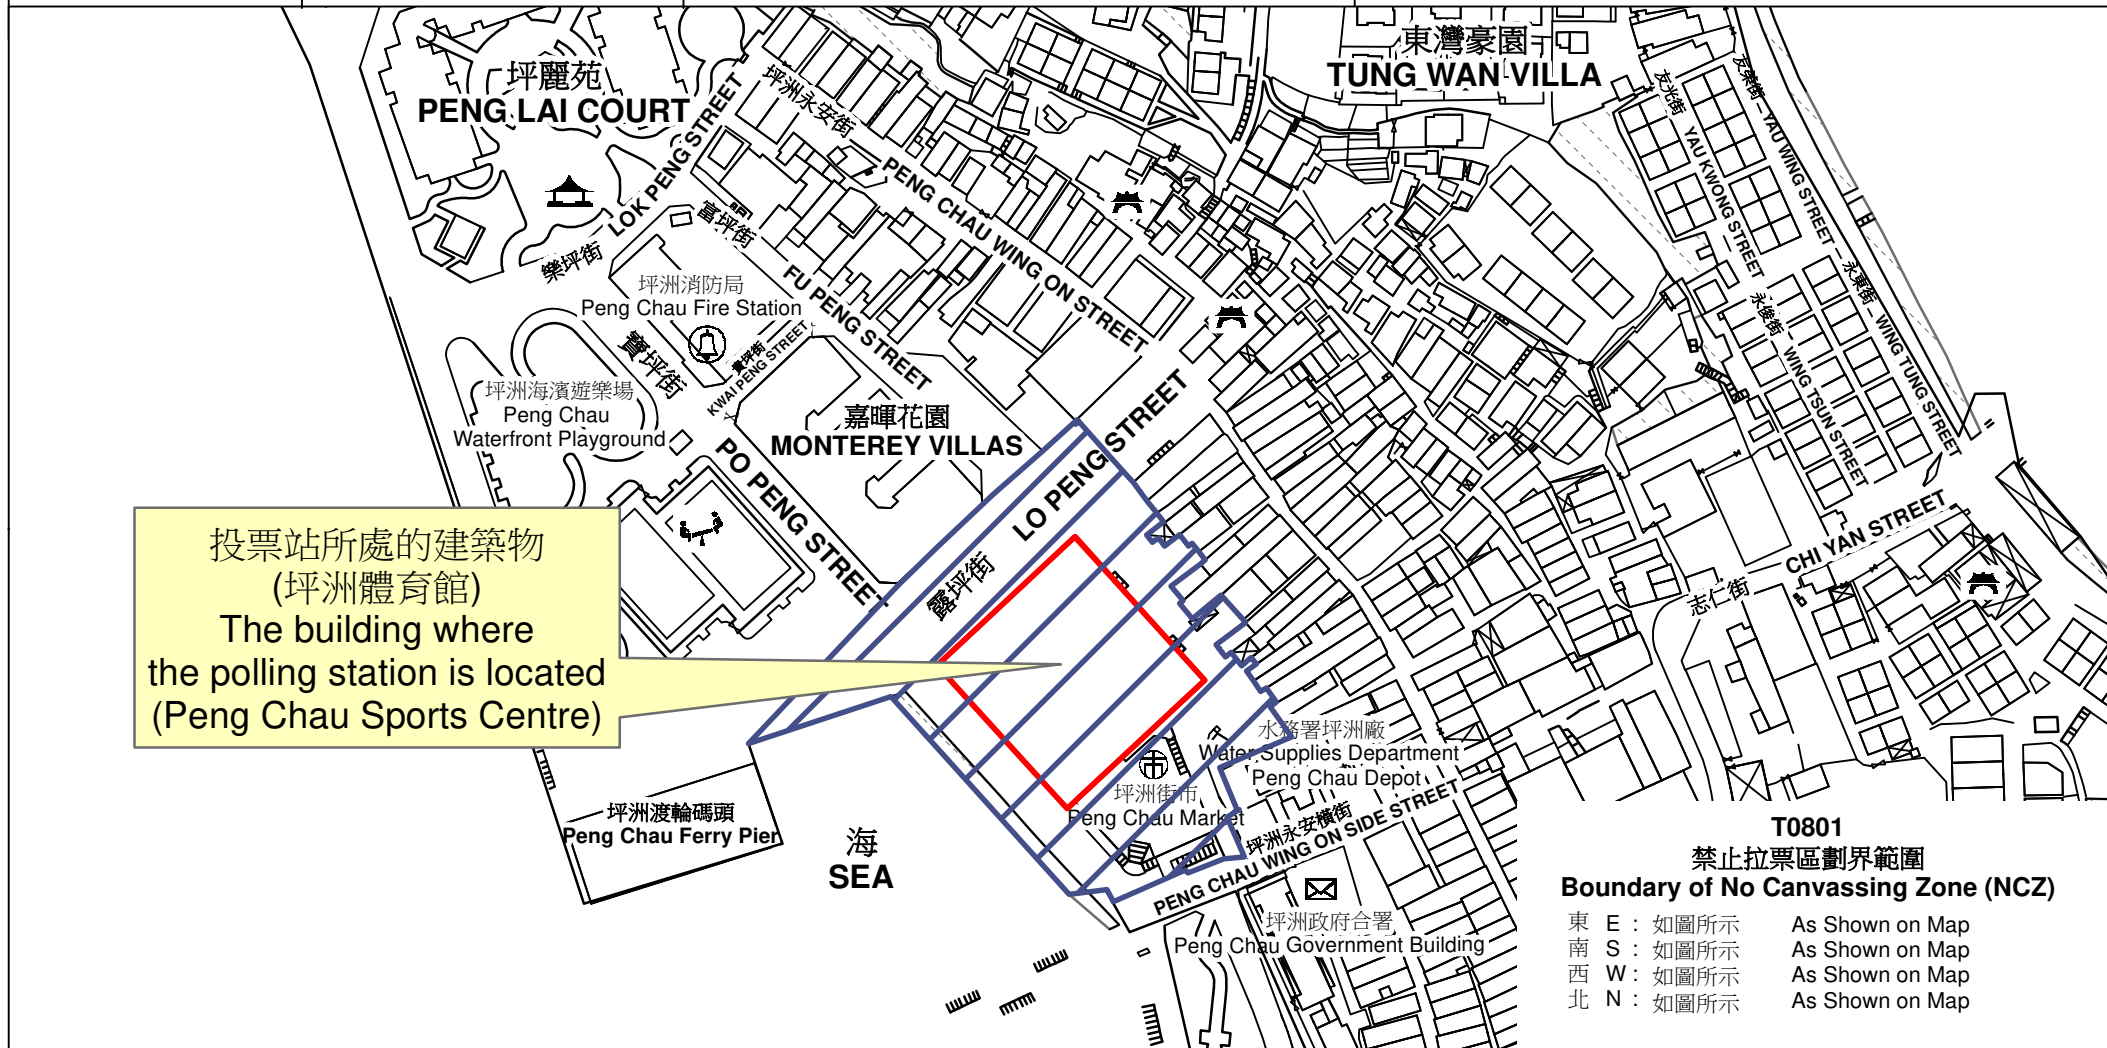 坪麗苑
PENG LAI COURT
東灣豪園
TUNG WAN VILLA
坪洲永安街
PENG CHAU WING ON STREET
樂坪街
LOK PENG STREET
富坪街
FU PENG STREET
坪洲消防局
Peng Chau Fire Station
寶坪街
PO PENG STREET
貴坪街
KWAI PENG STREET
坪洲海濱遊樂場
Peng Chau
Waterfront Playground
嘉暉花園
MONTEREY VILLAS
露坪街
LO PENG STREET
友光街
YAU KWONG STREET
友榮街 – YAU WING STREET
永東街 – WING TUNG STREET
永俊街 – WING TSUN STREET
志仁街
CHI YAN STREET
投票站所處的建築物
(坪洲體育館)
The building where
the polling station is located
(Peng Chau Sports Centre)
水務署坪洲廠
Water Supplies Department
Peng Chau Depot
坪洲街市
Peng Chau Market
坪洲永安橫街
PENG CHAU WING ON SIDE STREET
坪洲渡輪碼頭
Peng Chau Ferry Pier
海
SEA
坪洲政府合署
Peng Chau Government Building
T0801
禁止拉票區劃界範圍
Boundary of No Canvassing Zone (NCZ)
東 E : 如圖所示 As Shown on Map
南 S : 如圖所示 As Shown on Map
西 W : 如圖所示 As Shown on Map
北 N : 如圖所示 As Shown on Map